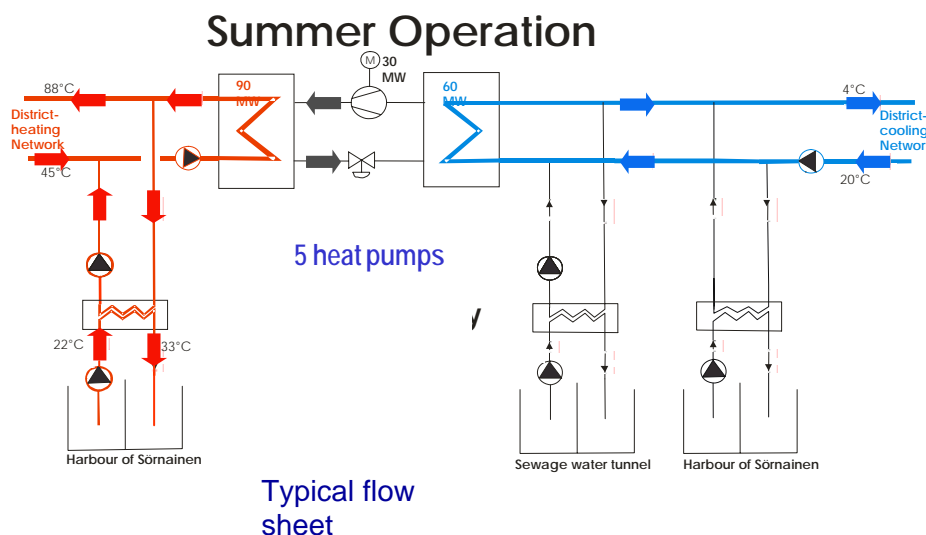 Summer Operation
M 30
MW
88°C
90
MW
60
MW
4°C
District-
heating
Network
District-
cooling
Network
45°C
20°C
5 heat pumps
y
22°C
33°C
Harbour of Sörnainen
Sewage water tunnel
Harbour of Sörnainen
Typical flow
sheet